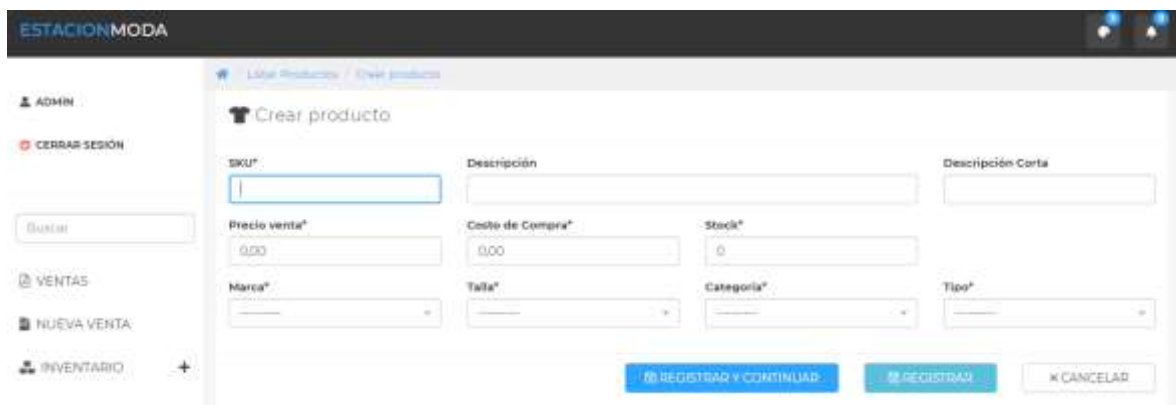 ESTACIONMODA
Listar Productos / Crear producto
ADMIN
Crear producto
CERRAR SESIÓN
SKU*
Descripción
Descripción Corta
Buscar
Precio venta*
Costo de Compra*
Stock*
0,00
0,00
0
VENTAS
Marca*
Talla*
Categoria*
Tipo*
---------
---------
---------
---------
NUEVA VENTA
INVENTARIO +
REGISTRAR Y CONTINUAR
REGISTRAR
× CANCELAR